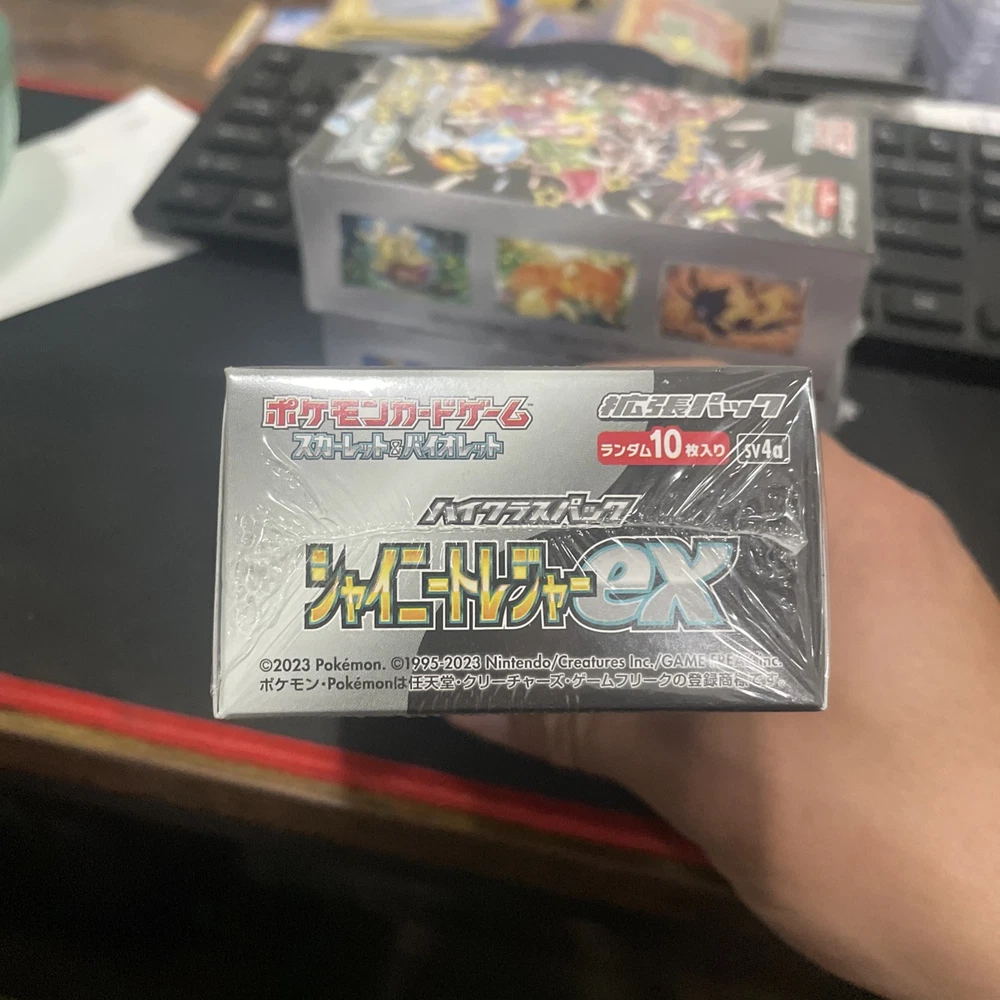 ポケモンカードゲーム
スカーレット&バイオレット
拡張パック
ランダム10枚入り sv4a
ハイクラスパック
シャイニートレジャーex
©2023 Pokémon. ©1995-2023 Nintendo/Creatures Inc./GAME FREAK inc.
ポケモン・Pokémonは任天堂・クリーチャーズ・ゲームフリークの登録商標です。